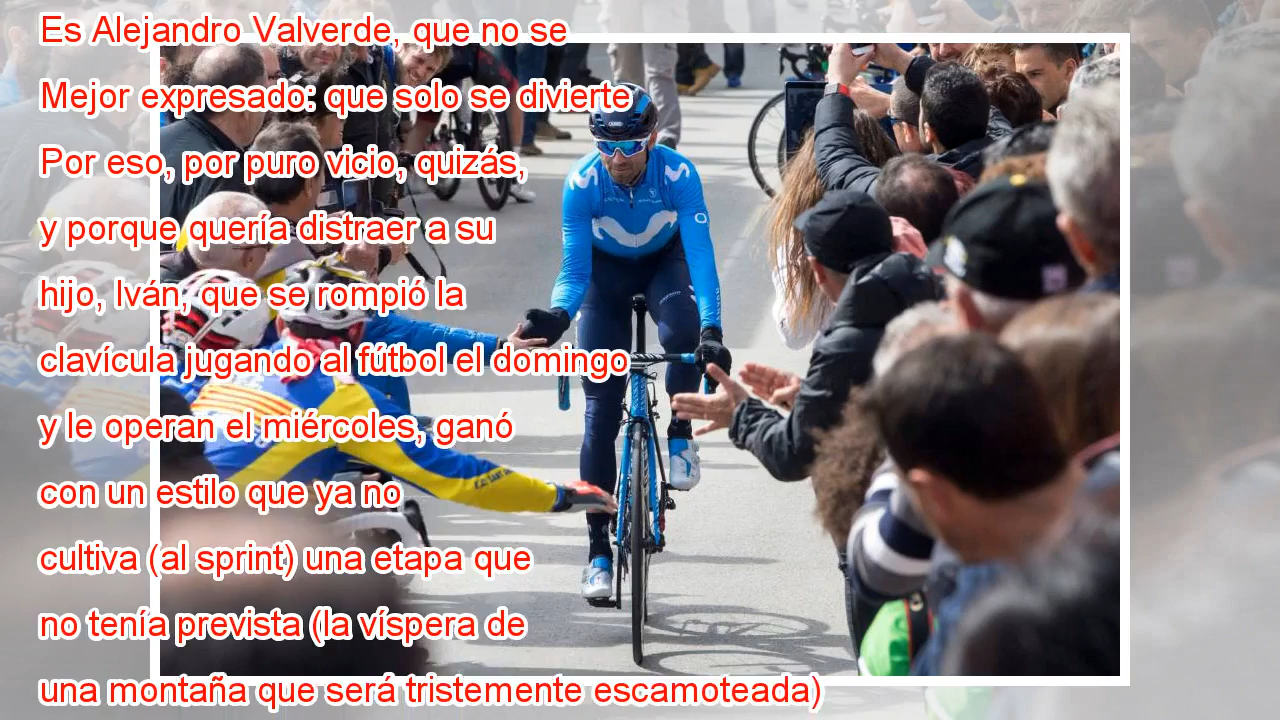 Es Alejandro Valverde, que no se
Mejor expresado: que solo se divierte
Por eso, por puro vicio, quizás,
y porque quería distraer a su
hijo, Iván, que se rompió la
clavícula jugando al fútbol el domingo
y le operan el miércoles, ganó
con un estilo que ya no
cultiva (al sprint) una etapa que
no tenía prevista (la víspera de
una montaña que será tristemente escamoteada)